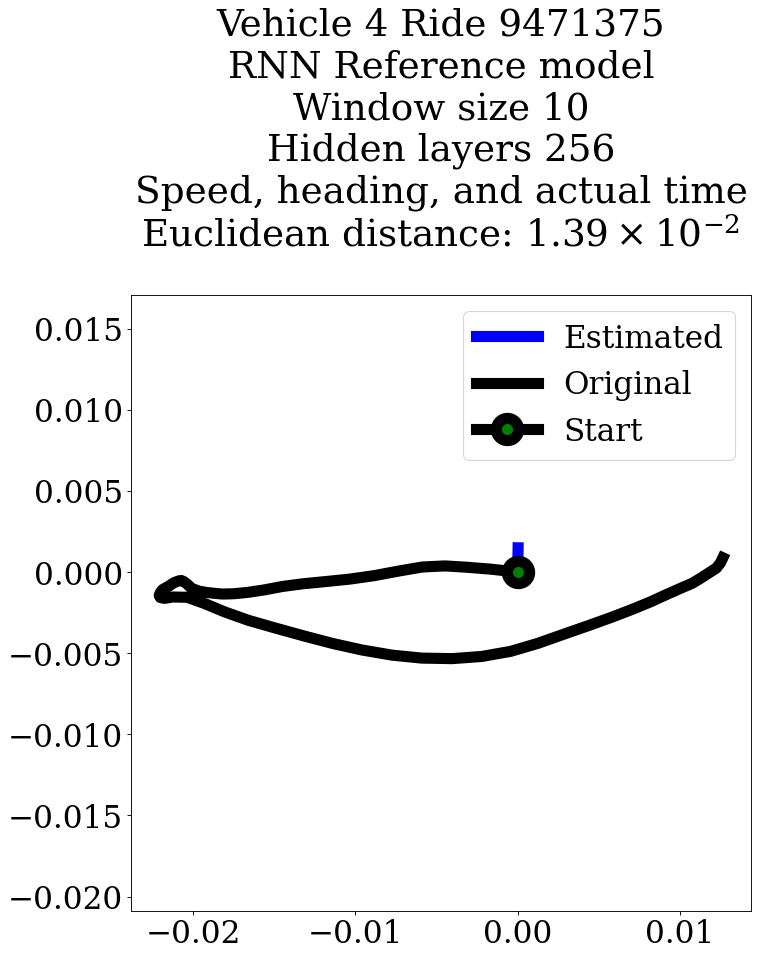 Vehicle 4 Ride 9471375
RNN Reference model
Window size 10
Hidden layers 256
Speed, heading, and actual time
Euclidean distance: 1.39 × 10⁻²
Estimated
Original
Start
0.015
0.010
0.005
0.000
−0.005
−0.010
−0.015
−0.020
−0.02 −0.01 0.00 0.01